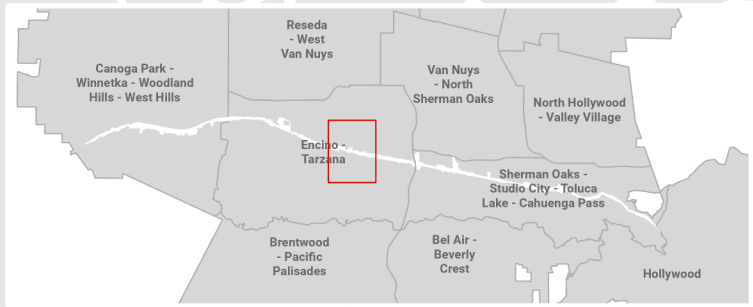 Reseda
- West
Van Nuys
Canoga Park -
Winnetka - Woodland
Hills - West Hills
Van Nuys
- North
Sherman Oaks
North Hollywood
- Valley Village
Encino -
Tarzana
Sherman Oaks -
Studio City - Toluca
Lake - Cahuenga Pass
Brentwood
- Pacific
Palisades
Bel Air -
Beverly
Crest
Hollywood